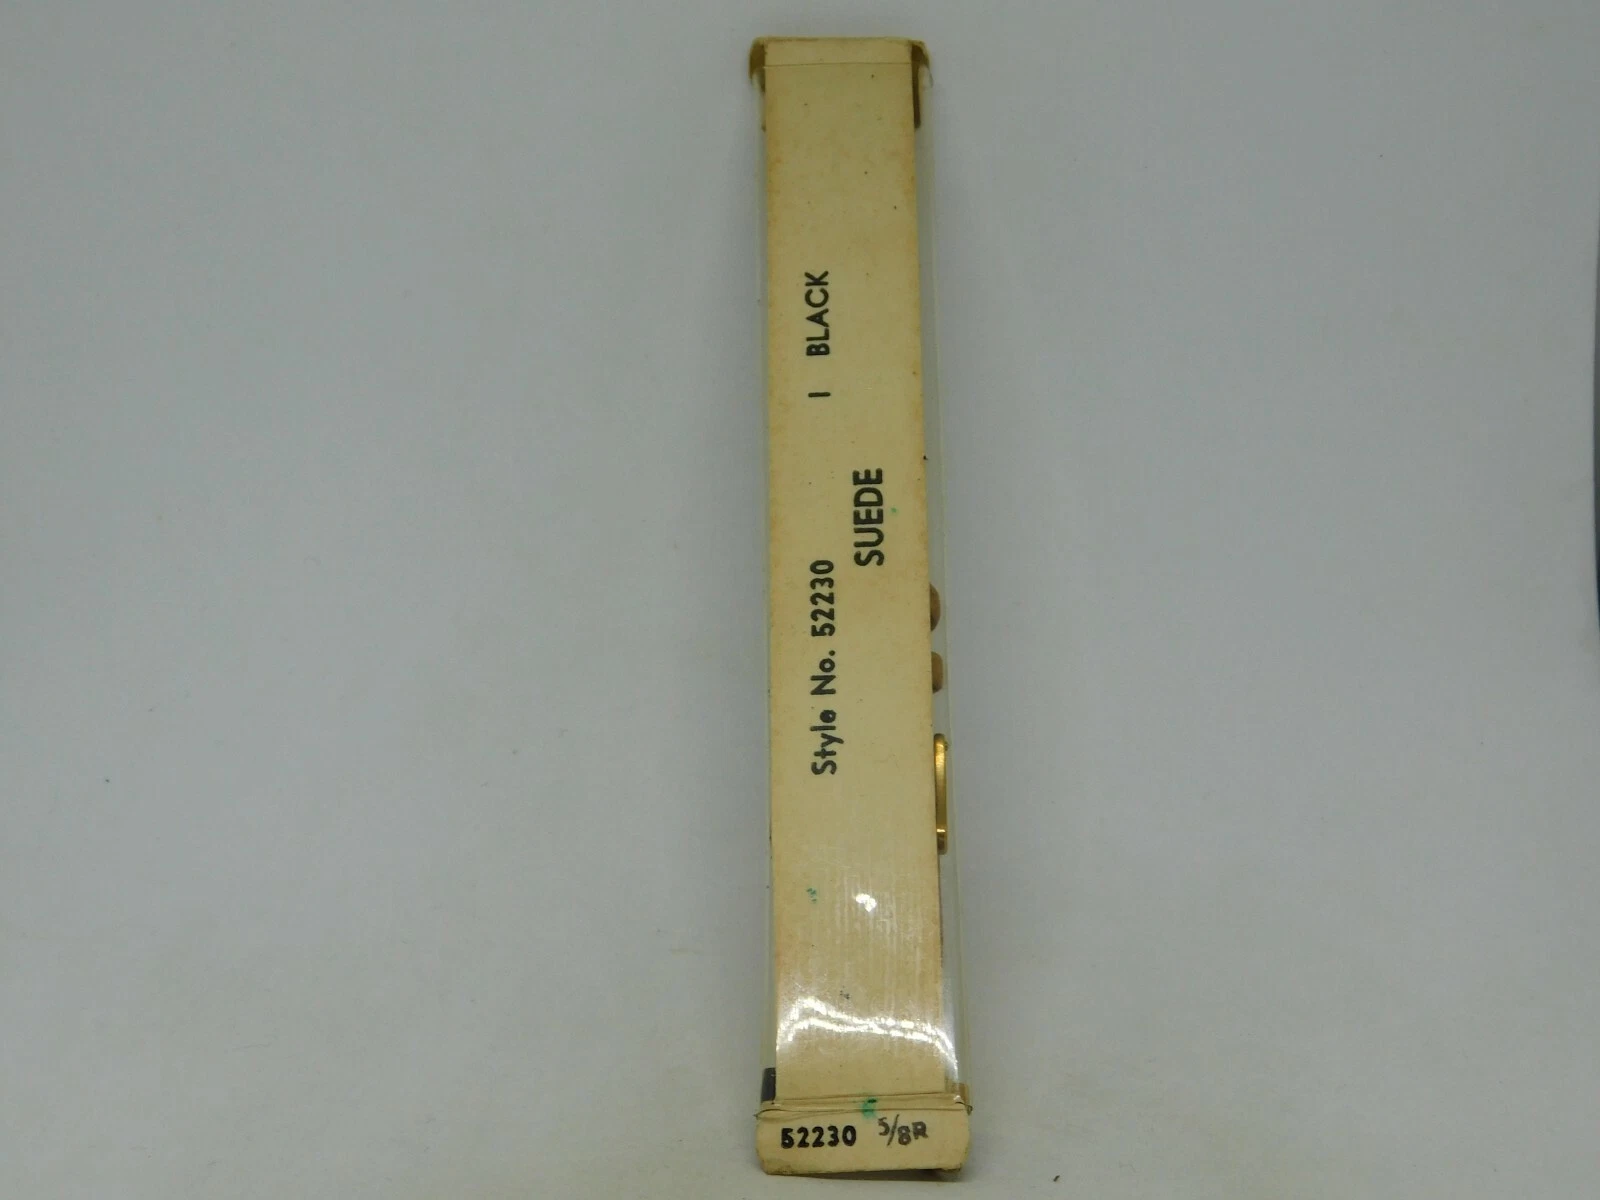 Style No. 52230 1 BLACK
SUEDE
52230 5/8R